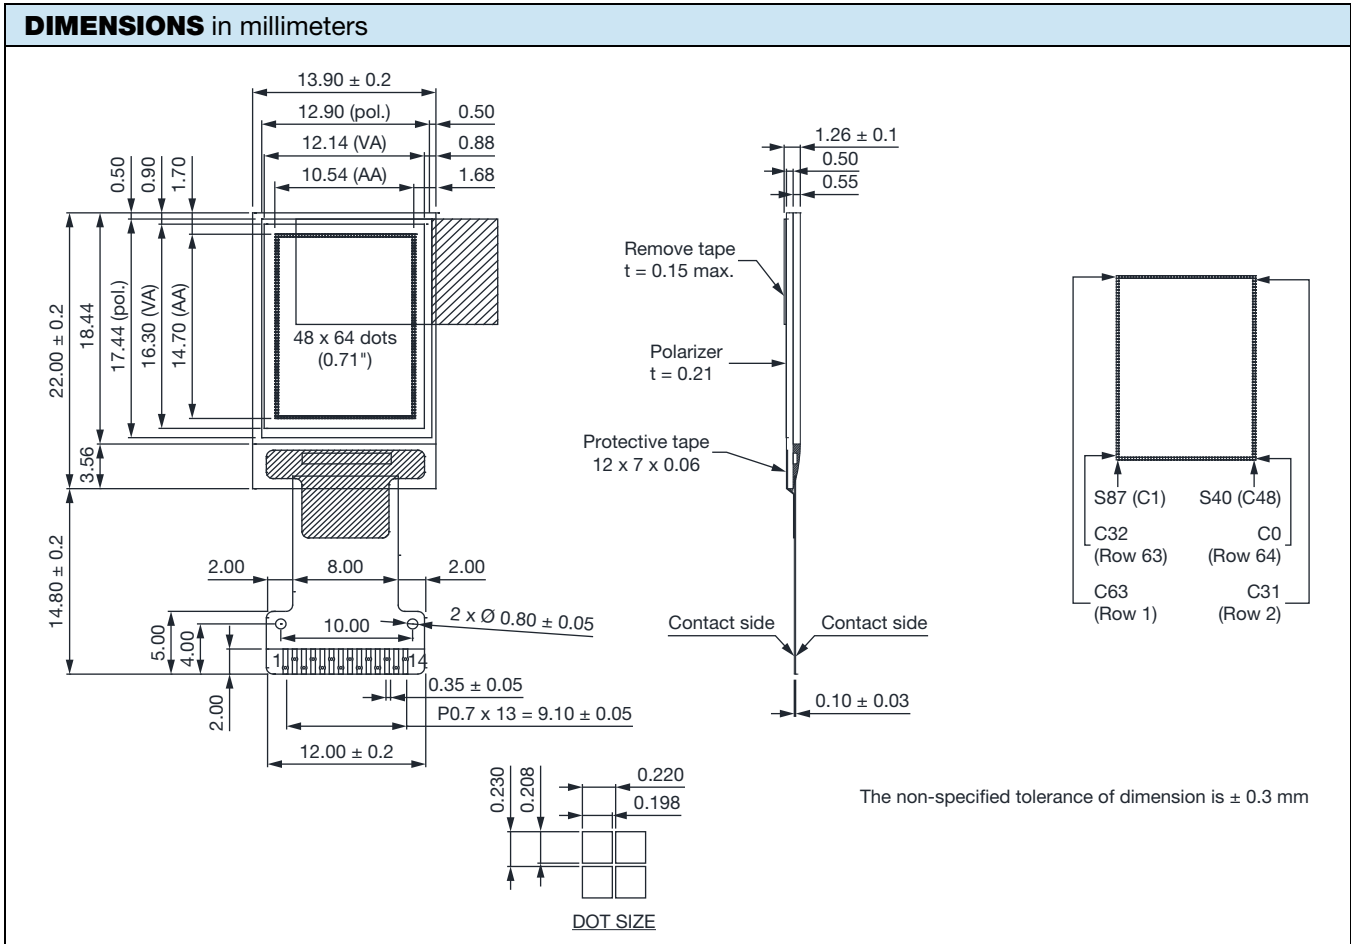 DIMENSIONS in millimeters
13.90 ± 0.2
12.90 (pol.)
0.50
12.14 (VA)
0.88
10.54 (AA)
1.68
0.50
0.90
1.70
22.00 ± 0.2
18.44
17.44 (pol.)
16.30 (VA)
14.70 (AA)
3.56
48 x 64 dots
(0.71")
14.80 ± 0.2
2.00
8.00
2.00
5.00
4.00
10.00
2 x Ø 0.80 ± 0.05
1
14
2.00
0.35 ± 0.05
P0.7 x 13 = 9.10 ± 0.05
12.00 ± 0.2
1.26 ± 0.1
0.50
0.55
Remove tape
t = 0.15 max.
Polarizer
t = 0.21
Protective tape
12 x 7 x 0.06
Contact side
Contact side
0.10 ± 0.03
S87 (C1)
S40 (C48)
C32
(Row 63)
C0
(Row 64)
C63
(Row 1)
C31
(Row 2)
0.230
0.208
0.220
0.198
DOT SIZE
The non-specified tolerance of dimension is ± 0.3 mm